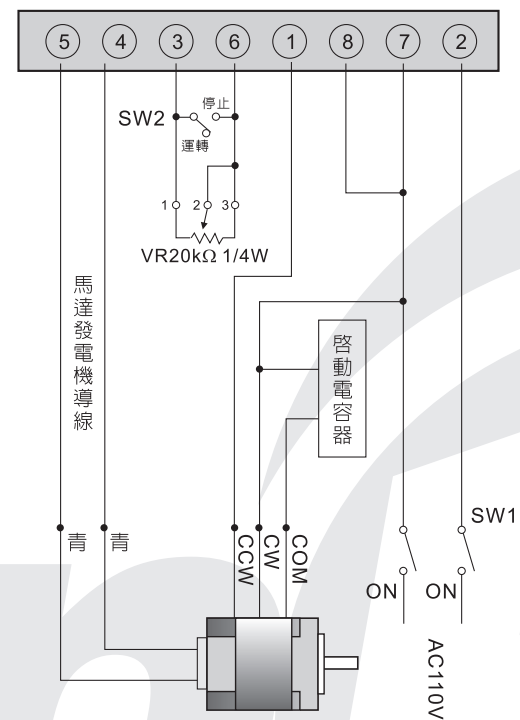 5 4 3 6 1 8 7 2
停止
SW2
運轉
1 2 3
VR20kΩ 1/4W
馬達發電機導線
啓動電容器
SW1
青 青
CCW
CW
COM
ON ON
AC110V